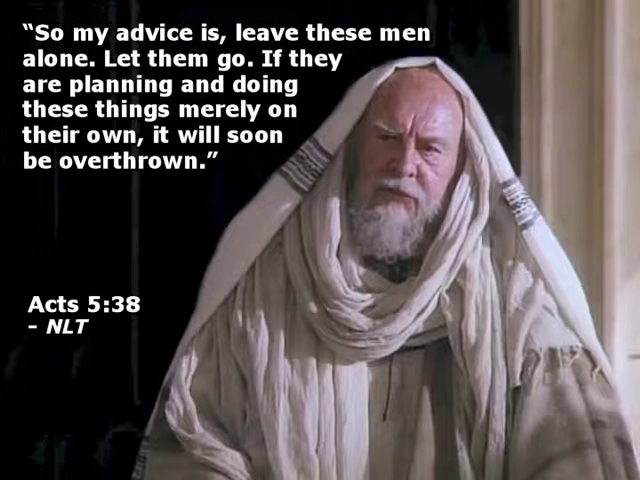 “So my advice is, leave these men
alone. Let them go. If they
are planning and doing
these things merely on
their own, it will soon
be overthrown.”
Acts 5:38
– NLT